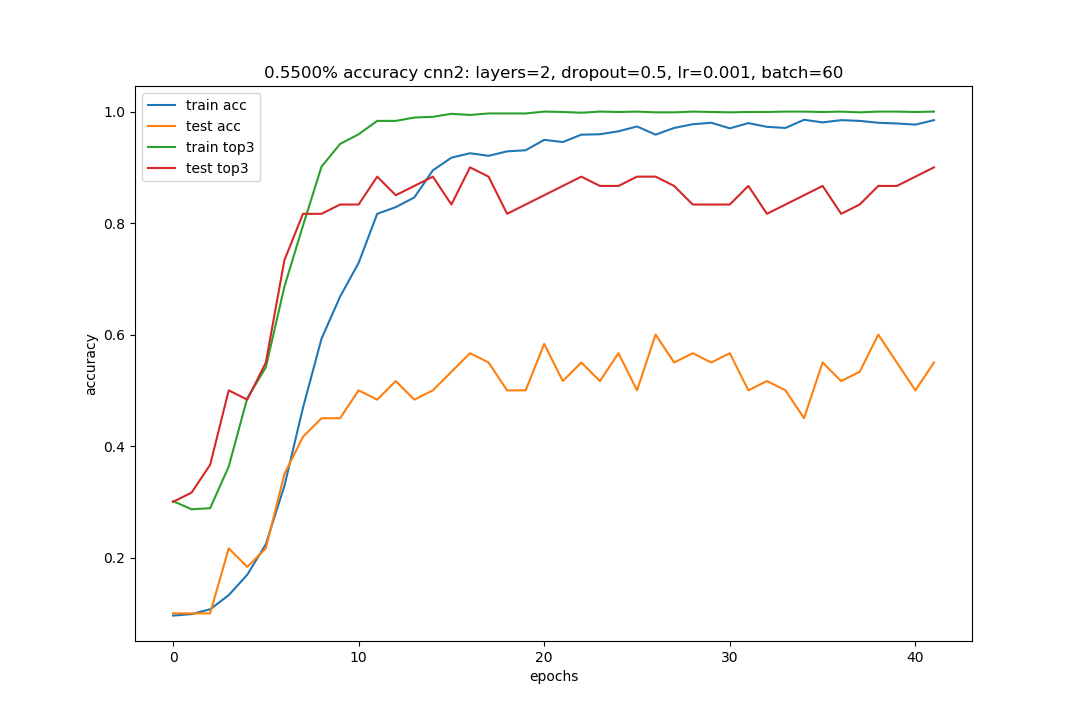 0.5500% accuracy cnn2: layers=2, dropout=0.5, lr=0.001, batch=60
train acc
test acc
train top3
test top3
1.0
0.8
0.6
0.4
0.2
accuracy
0
10
20
30
40
epochs